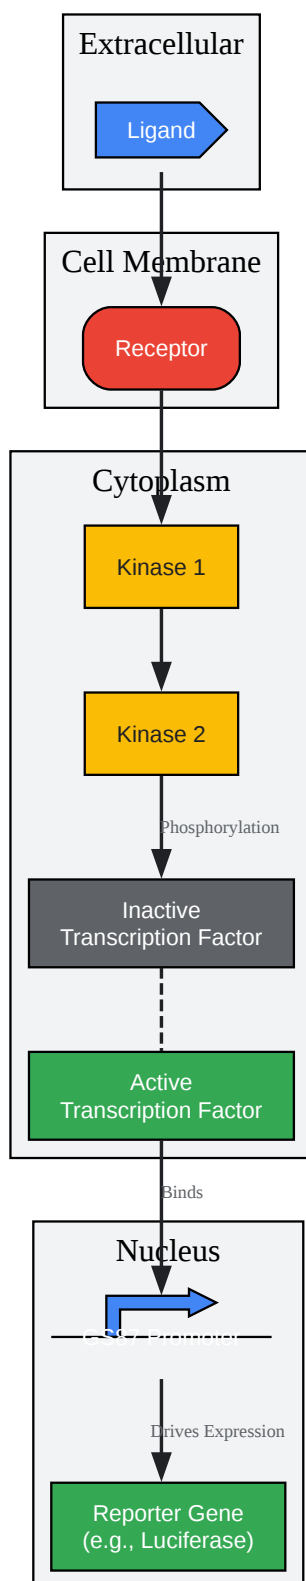 Extracellular
Ligand
Cell Membrane
Receptor
Cytoplasm
Kinase 1
Kinase 2
Phosphorylation
Inactive
Transcription Factor
Active
Transcription Factor
Binds
Nucleus
Promoter
Drives Expression
Reporter Gene
(e.g., Luciferase)